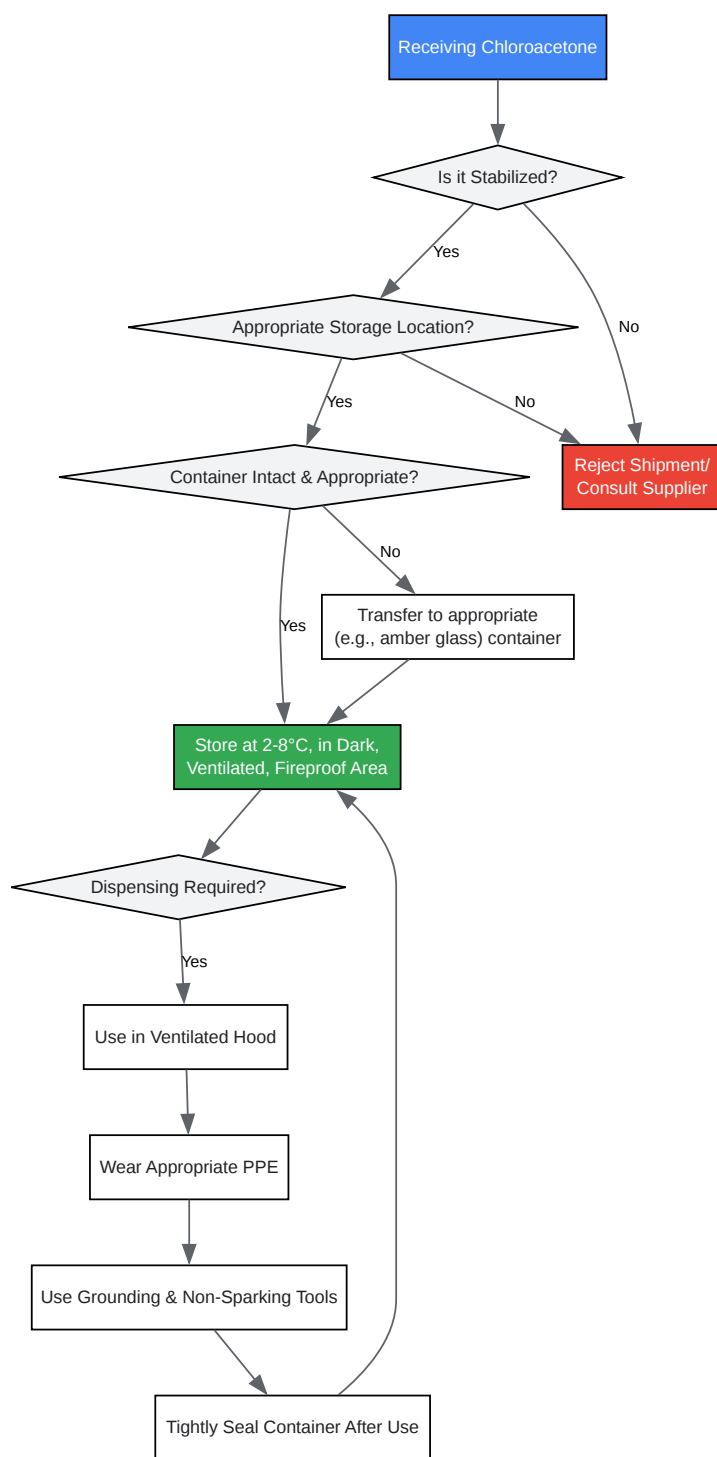 Receiving Chloroacetone
Is it Stabilized?
Yes
No
Appropriate Storage Location?
Yes
No
Container Intact & Appropriate?
Reject Shipment/
Consult Supplier
No
Yes
Transfer to appropriate
(e.g., amber glass) container
Store at 2-8°C, in Dark,
Ventilated, Fireproof Area
Dispensing Required?
Yes
Use in Ventilated Hood
Wear Appropriate PPE
Use Grounding & Non-Sparking Tools
Tightly Seal Container After Use